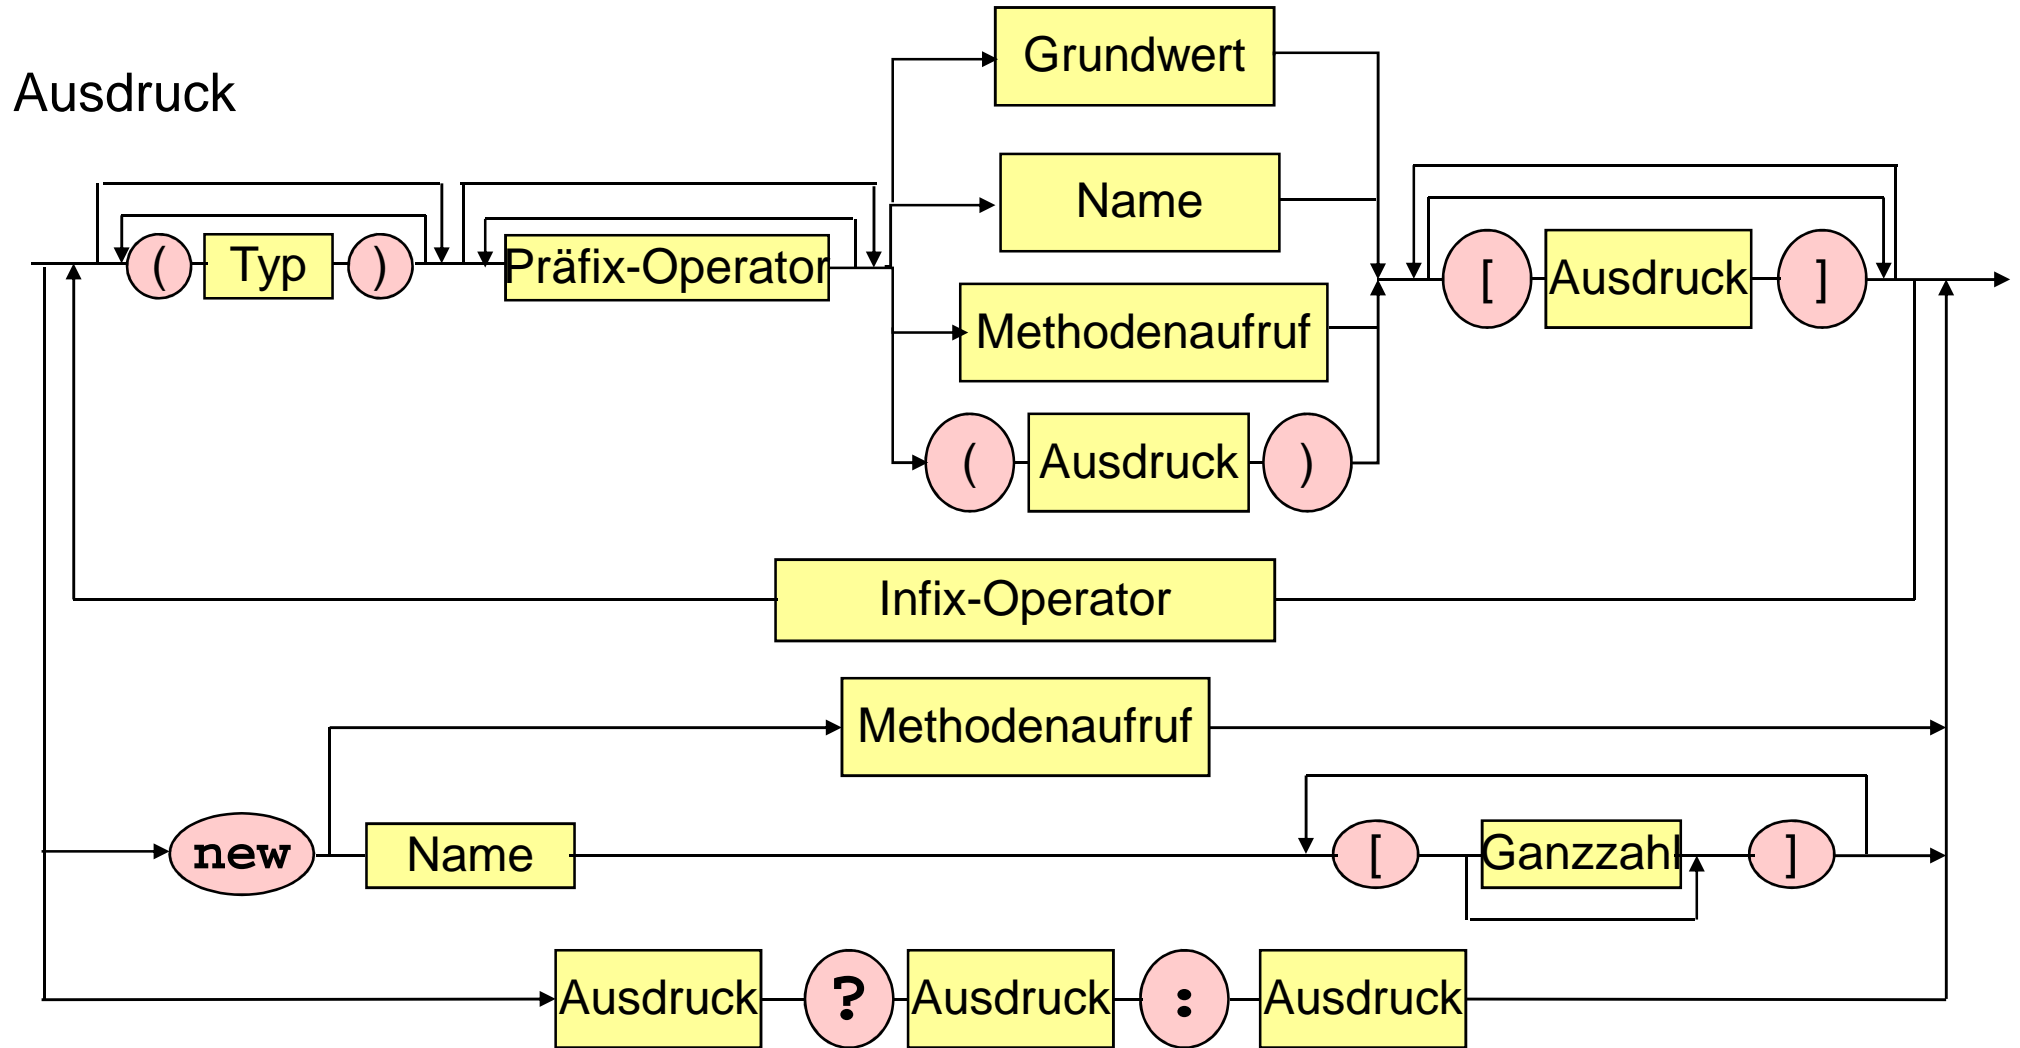 Ausdruck
Grundwert
Name
( Typ ) Präfix-Operator [ Ausdruck ]
Methodenaufruf
( Ausdruck )
Infix-Operator
Methodenaufruf
new Name [ Ganzzahl ]
Ausdruck ? Ausdruck : Ausdruck